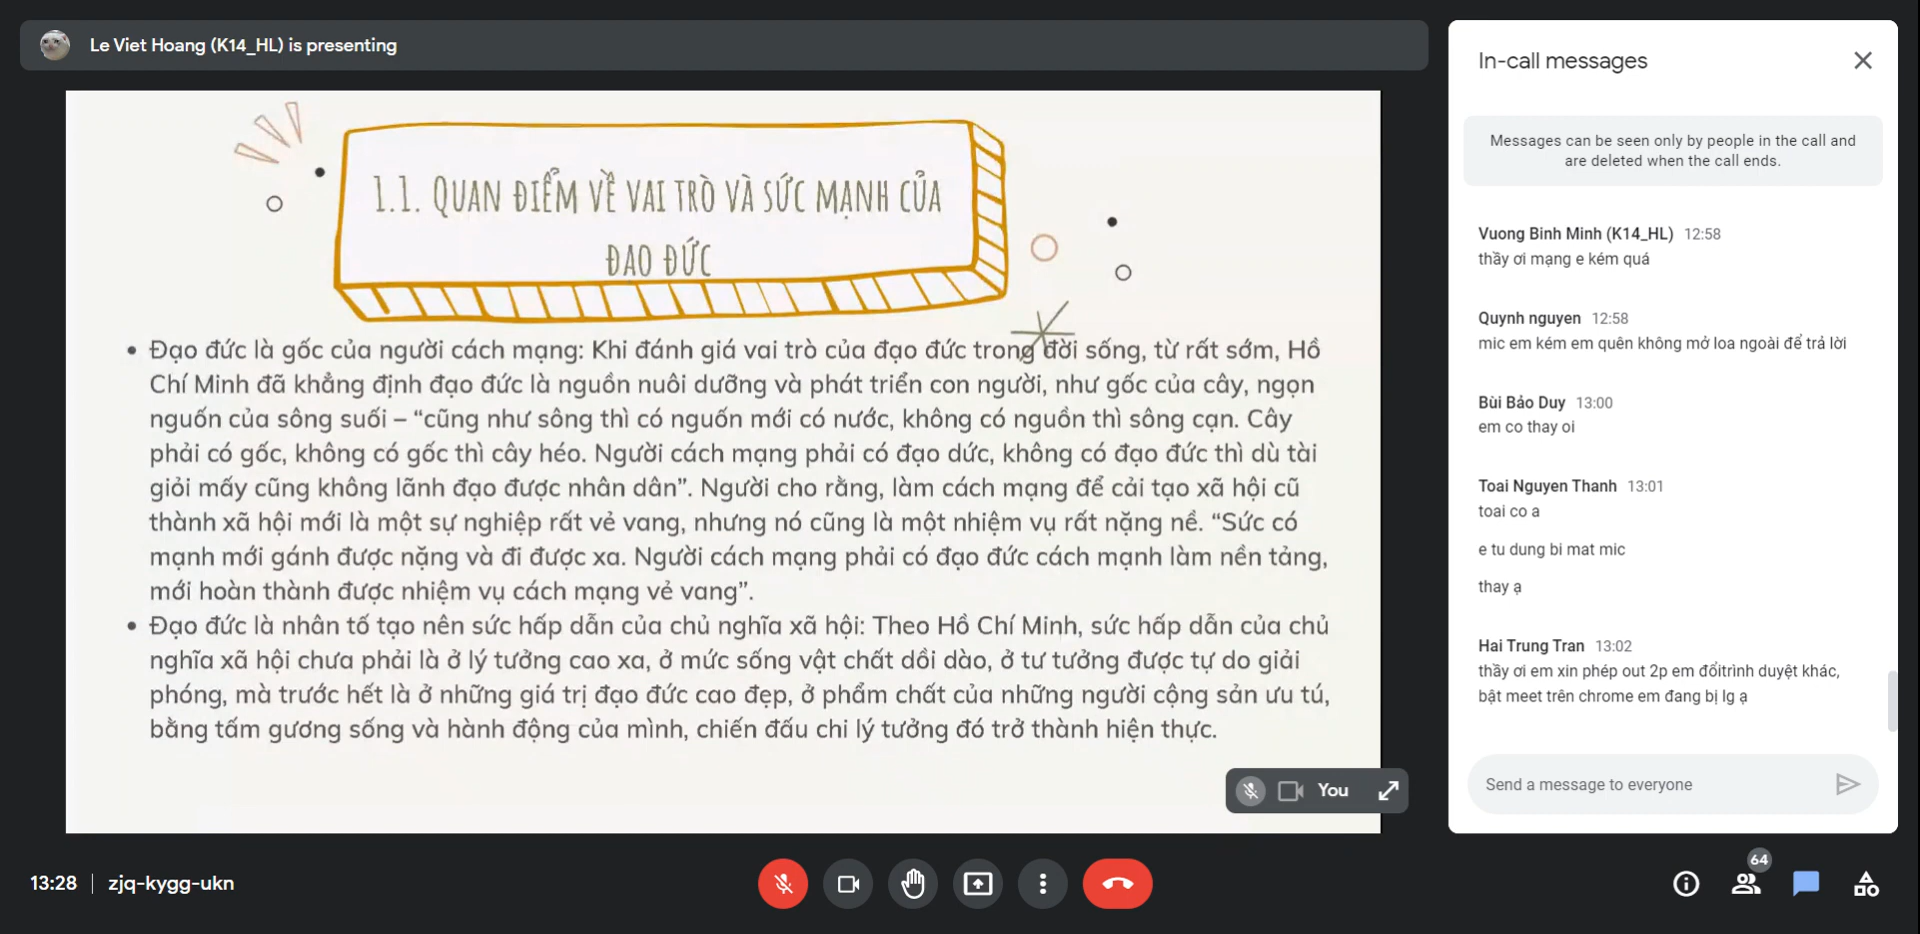 Le Viet Hoang (K14_HL) is presenting
1.1. QUAN ĐIỂM VỀ VAI TRÒ VÀ SỨC MẠNH CỦA
ĐẠO ĐỨC
• Đạo đức là gốc của người cách mạng: Khi đánh giá vai trò của đạo đức trong đời sống, từ rất sớm, Hồ
Chí Minh đã khẳng định đạo đức là nguồn nuôi dưỡng và phát triển con người, như gốc của cây, ngọn
nguồn của sông suối – “cũng như sông thì có nguồn mới có nước, không có nguồn thì sông cạn. Cây
phải có gốc, không có gốc thì cây héo. Người cách mạng phải có đạo dức, không có đạo đức thì dù tài
giỏi mấy cũng không lãnh đạo được nhân dân”. Người cho rằng, làm cách mạng để cải tạo xã hội cũ
thành xã hội mới là một sự nghiệp rất vẻ vang, nhưng nó cũng là một nhiệm vụ rất nặng nề. “Sức có
mạnh mới gánh được nặng và đi được xa. Người cách mạng phải có đạo đức cách mạnh làm nền tảng,
mới hoàn thành được nhiệm vụ cách mạng vẻ vang”.
• Đạo đức là nhân tố tạo nên sức hấp dẫn của chủ nghĩa xã hội: Theo Hồ Chí Minh, sức hấp dẫn của chủ
nghĩa xã hội chưa phải là ở lý tưởng cao xa, ở mức sống vật chất dồi dào, ở tư tưởng được tự do giải
phóng, mà trước hết là ở những giá trị đạo đức cao đẹp, ở phẩm chất của những người cộng sản ưu tú,
bằng tấm gương sống và hành động của mình, chiến đấu chi lý tưởng đó trở thành hiện thực.
You
In-call messages
Messages can be seen only by people in the call and
are deleted when the call ends.
Vuong Binh Minh (K14_HL) 12:58
thầy ơi mạng e kém quá
Quynh nguyen 12:58
mic em kém em quên không mở loa ngoài để trả lời
Bùi Bảo Duy 13:00
em co thay oi
Toai Nguyen Thanh 13:01
toai co a
e tu dung bi mat mic
thay ạ
Hai Trung Tran 13:02
thầy ơi em xin phép out 2p em đổitrình duyệt khác,
bật meet trên chrome em đang bị lg ạ
Send a message to everyone
13:28 | zjq-kygg-ukn
64